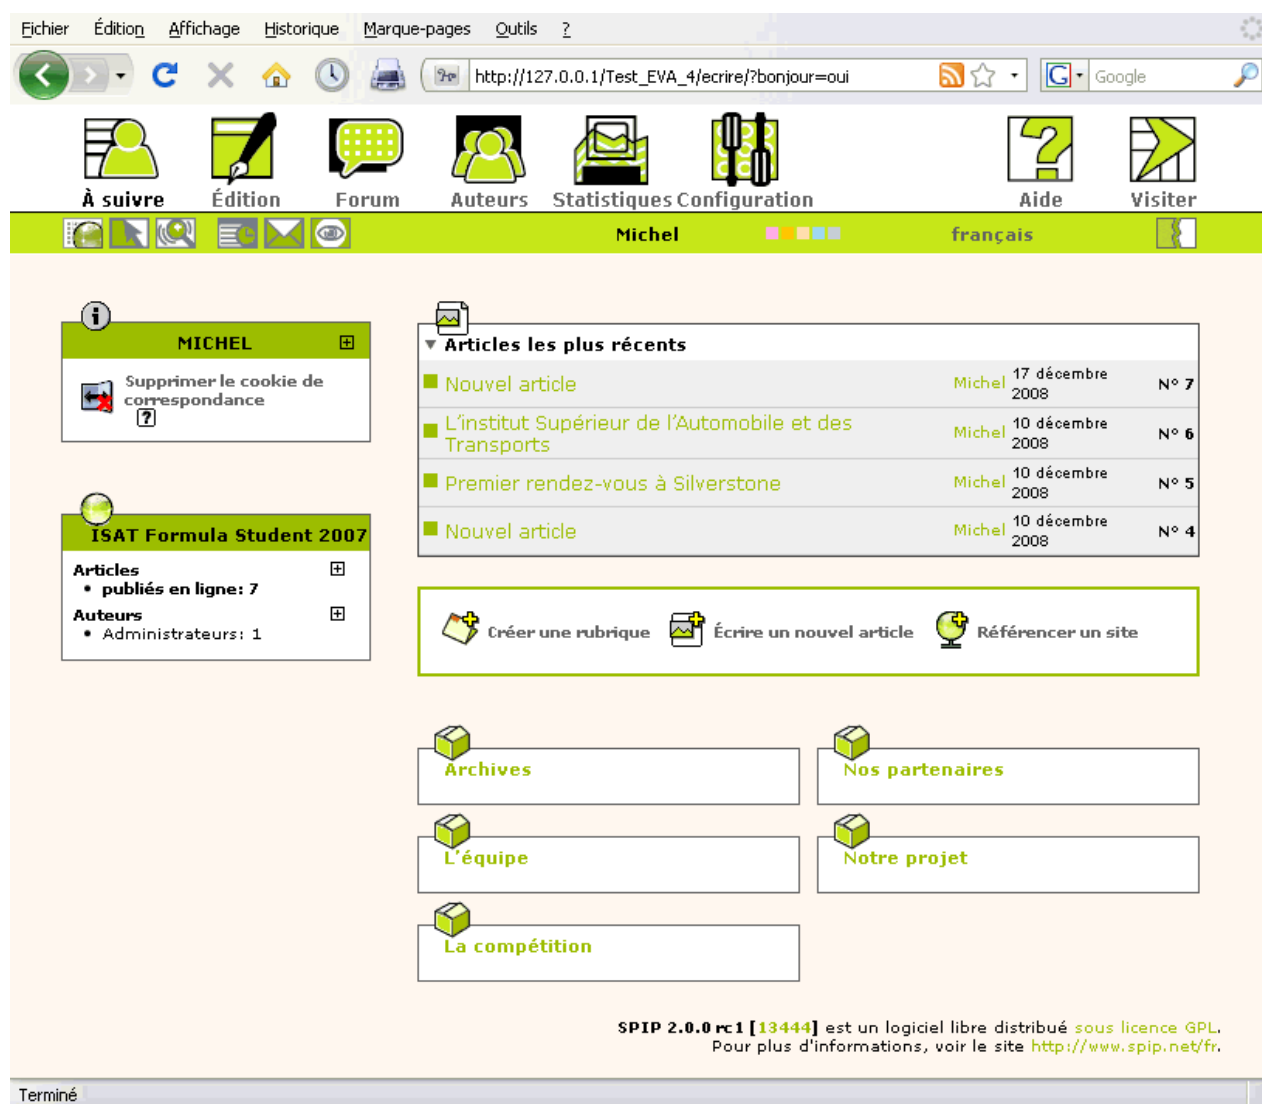 Fichier Édition Affichage Historique Marque-pages Outils ?
http://127.0.0.1/Test_EVA_4/ecrire/?bonjour=oui G Google
À suivre Édition Forum Auteurs Statistiques Configuration Aide Visiter
Michel français
MICHEL
Supprimer le cookie de
correspondance
?
ISAT Formula Student 2007
Articles
• publiés en ligne: 7
Auteurs
• Administrateurs: 1
Articles les plus récents
Nouvel article Michel 17 décembre
2008 N° 7
L'institut Supérieur de l'Automobile et des
Transports Michel 10 décembre
2008 N° 6
Premier rendez-vous à Silverstone Michel 10 décembre
2008 N° 5
Nouvel article Michel 10 décembre
2008 N° 4
Créer une rubrique Écrire un nouvel article Référencer un site
Archives Nos partenaires
L'équipe Notre projet
La compétition
SPIP 2.0.0 rc1 [13444] est un logiciel libre distribué sous licence GPL.
Pour plus d'informations, voir le site http://www.spip.net/fr.
Terminé